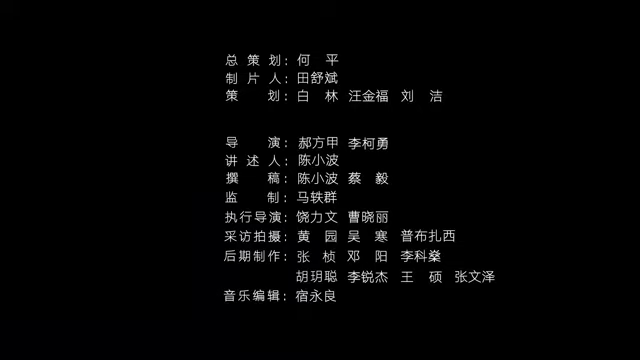 总策划：何　平
制片人：田舒斌
策　　划：白　林　汪金福　刘　洁
导　　演：郝方甲　李柯勇
讲述人：陈小波
撰　　稿：陈小波　蔡　毅
监　　制：马轶群
执行导演：饶力文　曹晓丽
采访拍摄：黄　园　吴　寒　普布扎西
后期制作：张　桢　邓　阳　李科燊
胡玥聪　李锐杰　王　硕　张文泽
音乐编辑：宿永良